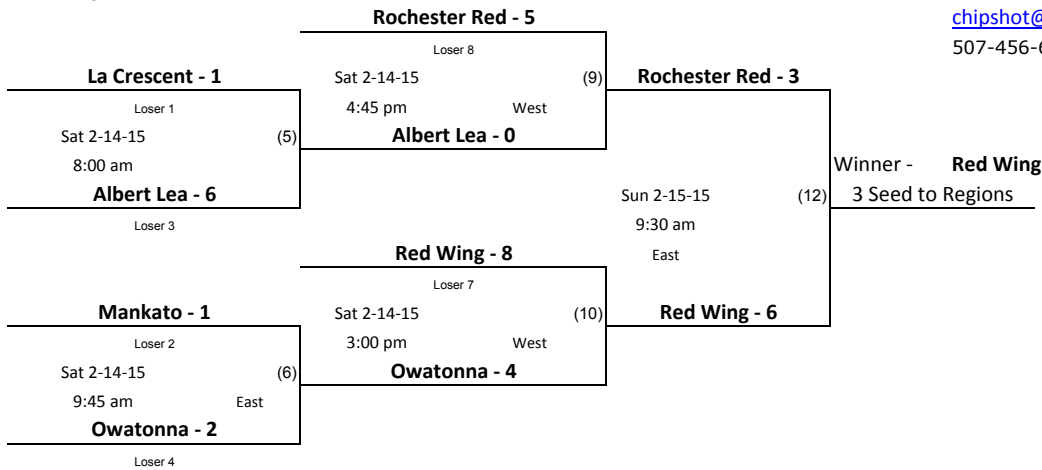 Rochester Red - 5
chipshot@
Loser 8
507-456-6
La Crescent - 1
Sat 2-14-15 (9)
Rochester Red - 3
Loser 1
4:45 pm West
Sat 2-14-15 (5)
Albert Lea - 0
8:00 am
Winner - Red Wing
Albert Lea - 6
Sun 2-15-15 (12)
3 Seed to Regions
Loser 3
9:30 am
Red Wing - 8
East
Loser 7
Mankato - 1
Sat 2-14-15 (10)
Red Wing - 6
Loser 2
3:00 pm West
Sat 2-14-15 (6)
Owatonna - 4
9:45 am East
Owatonna - 2
Loser 4